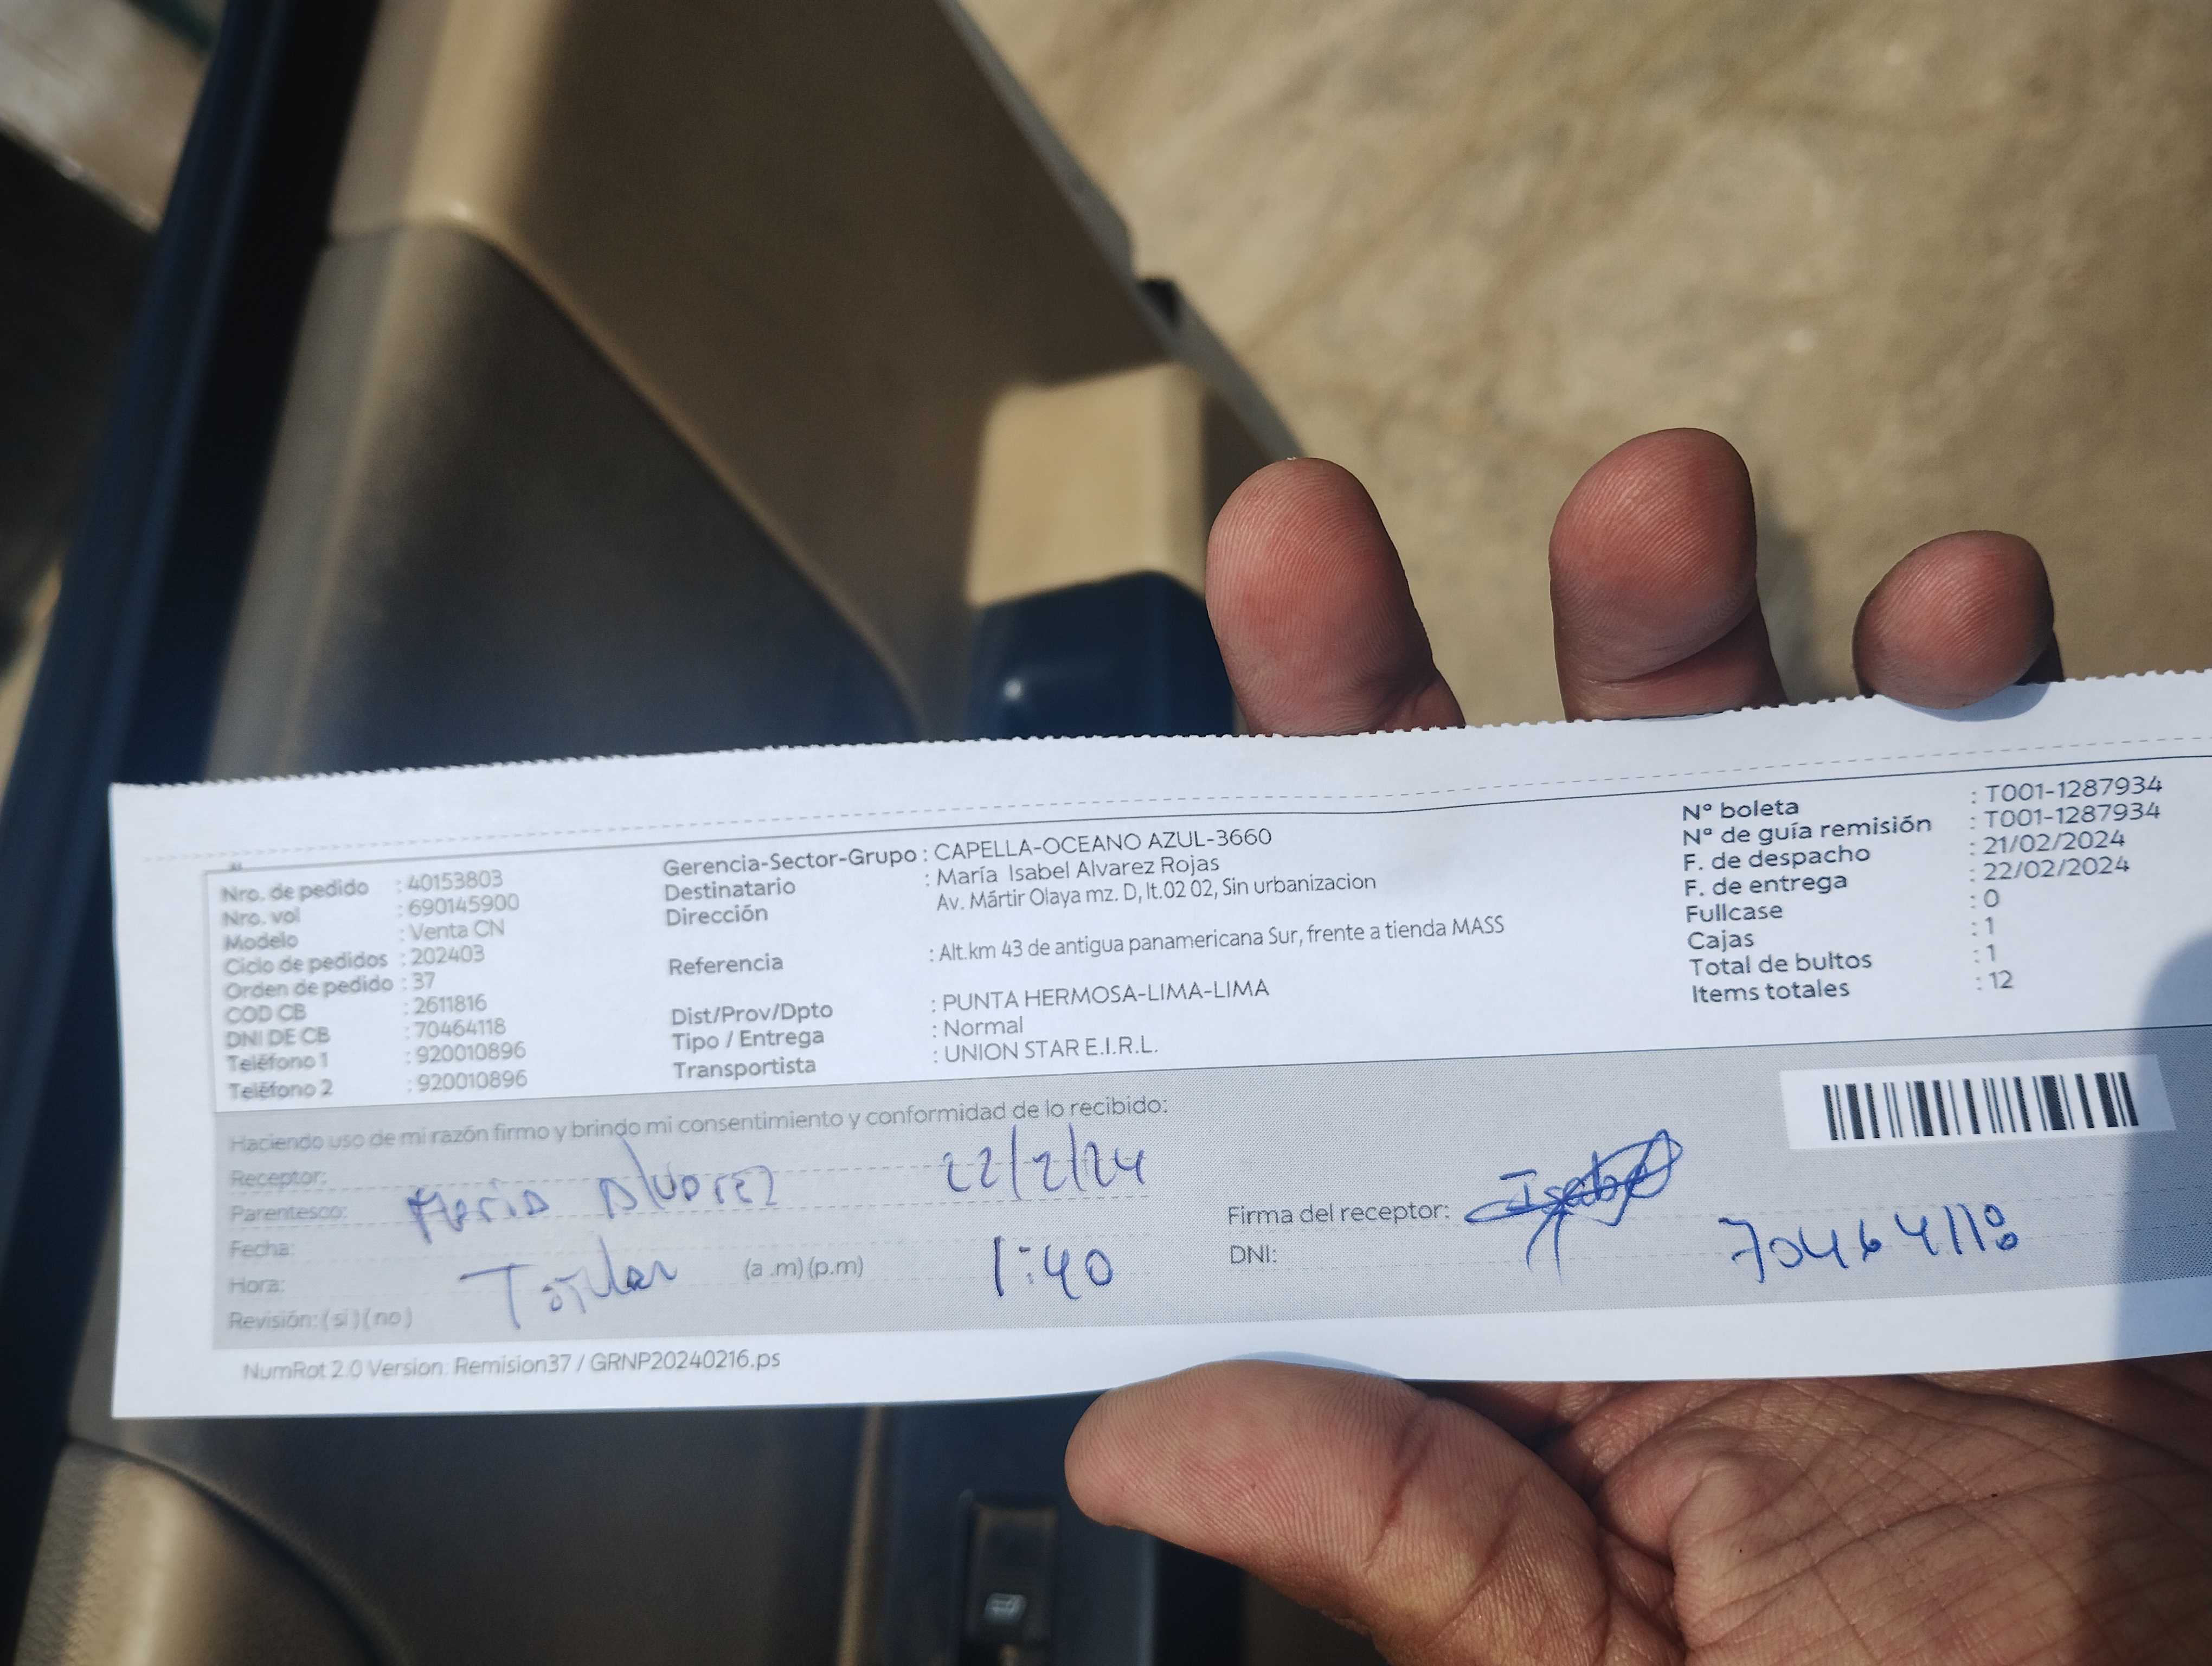 Nro. de pedido : 40153803
Nro. vol : 690145900
Modelo : Venta CN
Ciclo de pedidos : 202403
Orden de pedido : 37
COD CB : 2611816
DNI DE CB : 70464118
Teléfono 1 : 920010896
Teléfono 2 : 920010896
Gerencia-Sector-Grupo : CAPELLA-OCEANO AZUL-3660
Destinatario : María Isabel Alvarez Rojas
Dirección Av. Mártir Olaya mz. D, lt.02 02, Sin urbanizacion
Referencia : Alt.km 43 de antigua panamericana Sur, frente a tienda MASS
Dist/Prov/Dpto : PUNTA HERMOSA-LIMA-LIMA
Tipo / Entrega : Normal
Transportista : UNION STAR E.I.R.L.
N° boleta : T001-1287934
N° de guía remisión : T001-1287934
F. de despacho : 21/02/2024
F. de entrega : 22/02/2024
Fullcase : 0
Cajas : 1
Total de bultos : 1
Items totales : 12
Haciendo uso de mi razón firmo y brindo mi consentimiento y conformidad de lo recibido:
Receptor:
Parentesco: Maria Alvarez 22/2/24
Fecha:
Hora: Titular (a .m) (p.m) 1:40
Revisión: ( si ) ( no )
Firma del receptor: Isabel
DNI: 70464118
NumRot 2.0 Version: Remision37 / GRNP20240216.ps